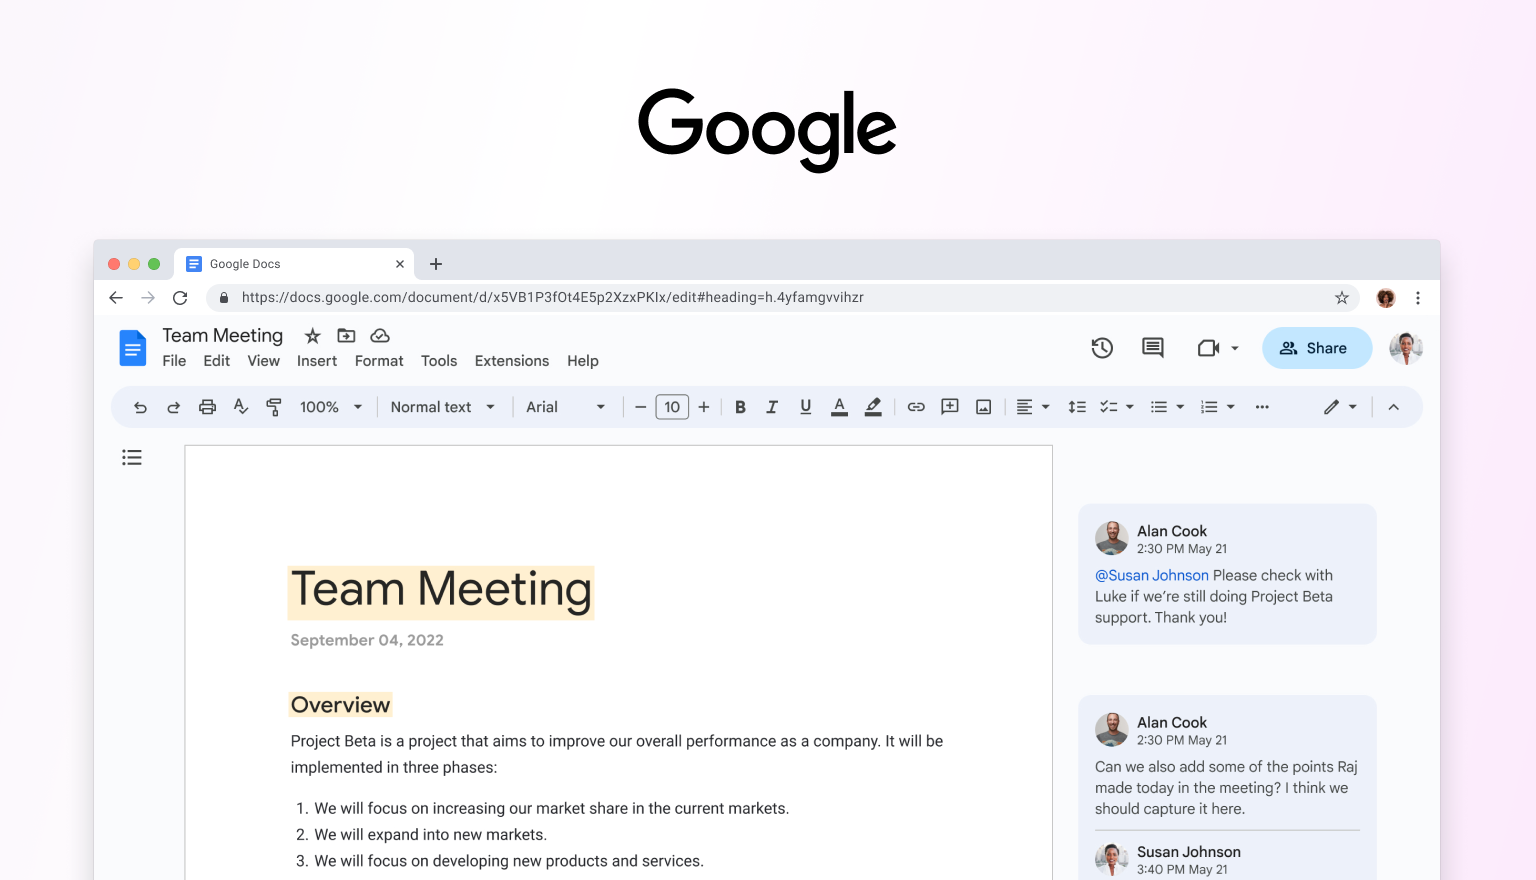 Google
Google Docs
https://docs.google.com/document/d/x5VB1P3fOt4E5p2XzxPKIx/edit#heading=h.4yfamgvvihzr
Team Meeting
File Edit View Insert Format Tools Extensions Help
Share
100% Normal text Arial 10 B I U A
Team Meeting
September 04, 2022
Overview
Project Beta is a project that aims to improve our overall performance as a company. It will be
implemented in three phases:
1. We will focus on increasing our market share in the current markets.
2. We will expand into new markets.
3. We will focus on developing new products and services.
Alan Cook
2:30 PM May 21
@Susan Johnson Please check with
Luke if we’re still doing Project Beta
support. Thank you!
Alan Cook
2:30 PM May 21
Can we also add some of the points Raj
made today in the meeting? I think we
should capture it here.
Susan Johnson
3:40 PM May 21